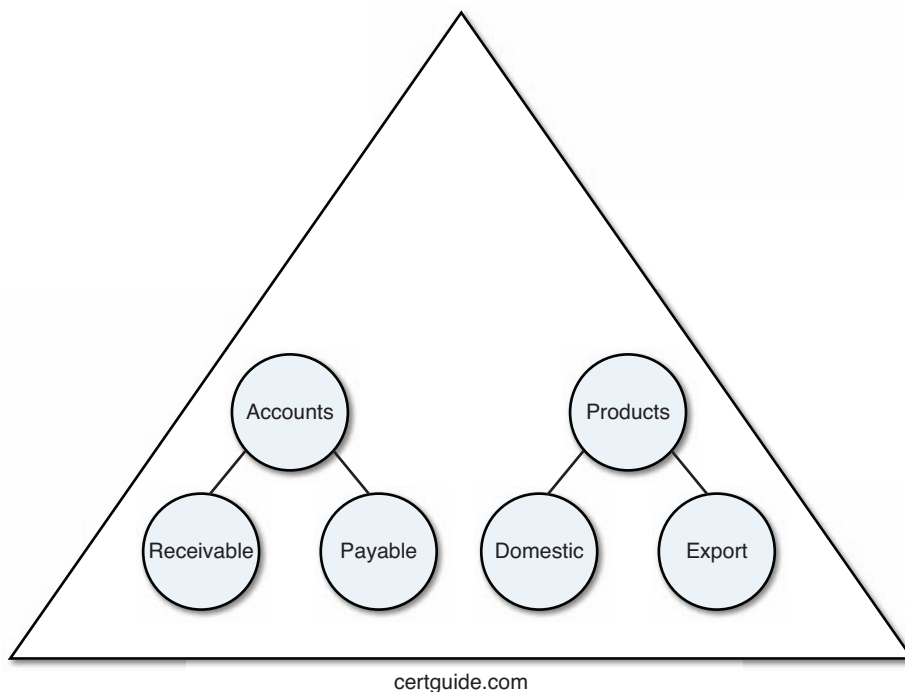 Accounts
Products
Receivable
Payable
Domestic
Export
certguide.com